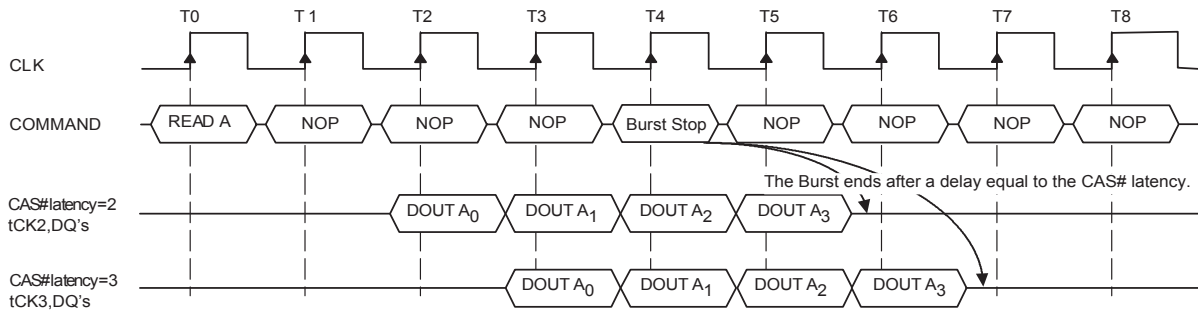 T0 T 1 T2 T3 T4 T5 T6 T7 T8
CLK
COMMAND READ A NOP NOP NOP Burst Stop NOP NOP NOP NOP
The Burst ends after a delay equal to the CAS# latency.
CAS#latency=2
tCK2,DQ's
DOUT A0 DOUT A1 DOUT A2 DOUT A3
CAS#latency=3
tCK3,DQ's
DOUT A0 DOUT A1 DOUT A2 DOUT A3